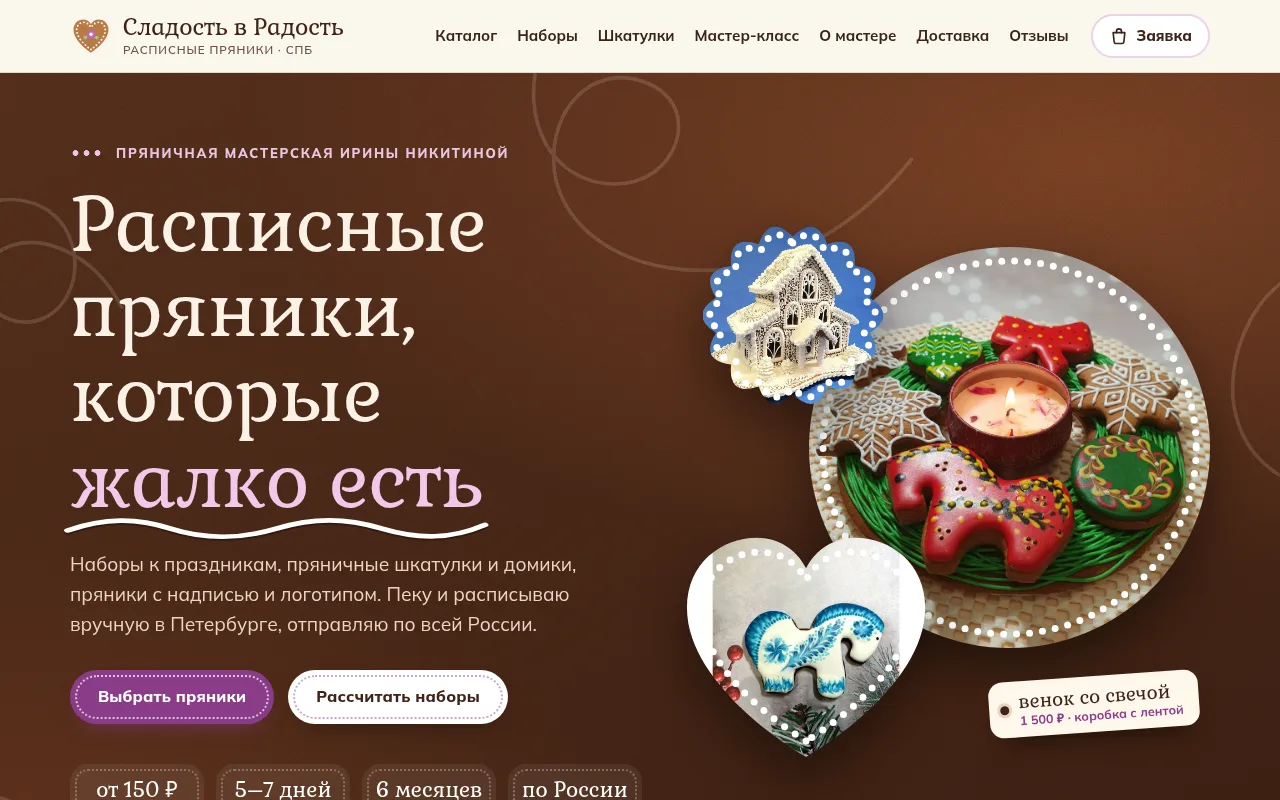 Сладость в Радость
РАСПИСНЫЕ ПРЯНИКИ · СПБ
Каталог
Наборы
Шкатулки
Мастер-класс
О мастере
Доставка
Отзывы
Заявка
ПРЯНИЧНАЯ МАСТЕРСКАЯ ИРИНЫ НИКИТИНОЙ
Расписные
пряники,
которые
жалко есть
Наборы к праздникам, пряничные шкатулки и домики,
пряники с надписью и логотипом. Пеку и расписываю
вручную в Петербурге, отправляю по всей России.
Выбрать пряники
Рассчитать наборы
венок со свечой
1 500 ₽ · коробка с лентой
от 150 ₽
5–7 дней
6 месяцев
по России